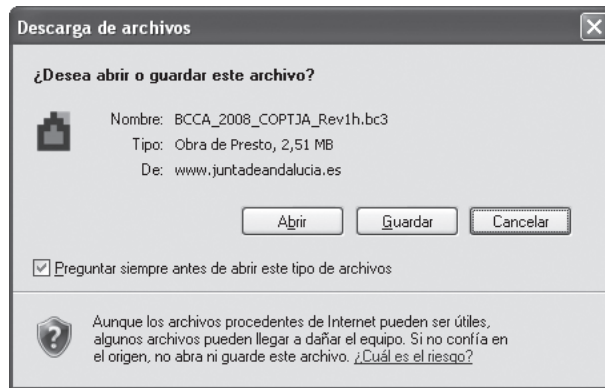 Descarga de archivos
¿Desea abrir o guardar este archivo?
Nombre: BCCA_2008_COPTJA_Rev1h.bc3
Tipo: Obra de Presto, 2,51 MB
De: www.juntadeandalucia.es
Abrir Guardar Cancelar
Preguntar siempre antes de abrir este tipo de archivos
Aunque los archivos procedentes de Internet pueden ser útiles,
algunos archivos pueden llegar a dañar el equipo. Si no confía en
el origen, no abra ni guarde este archivo. ¿Cuál es el riesgo?